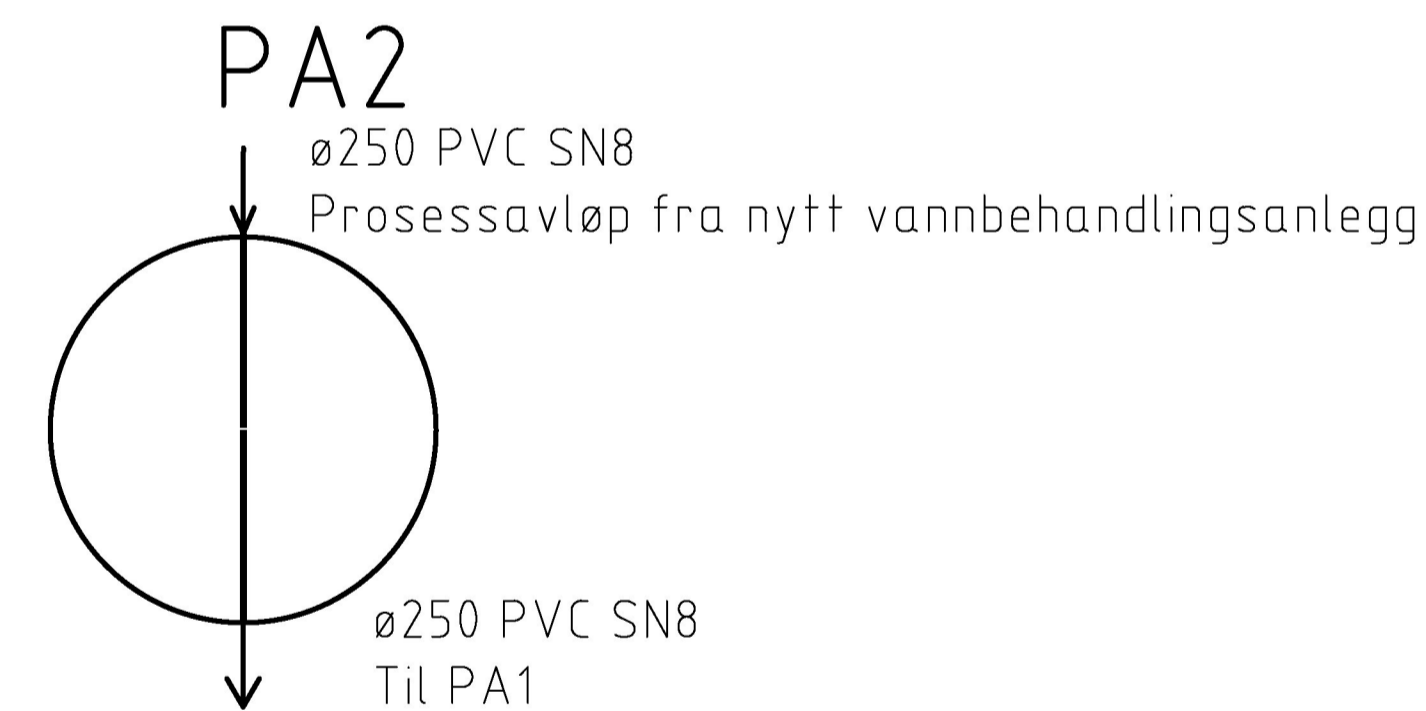 PA2
ø250 PVC SN8
Prosessavløp fra nytt vannbehandlingsanlegg
ø250 PVC SN8
Til PA1